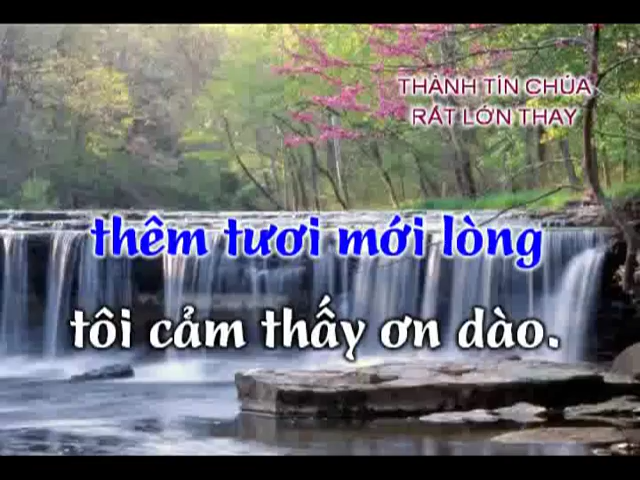 THÀNH TÍN CHÚA
RẤT LỚN THAY
thêm tươi mới lòng
tôi cảm thấy ơn dào.